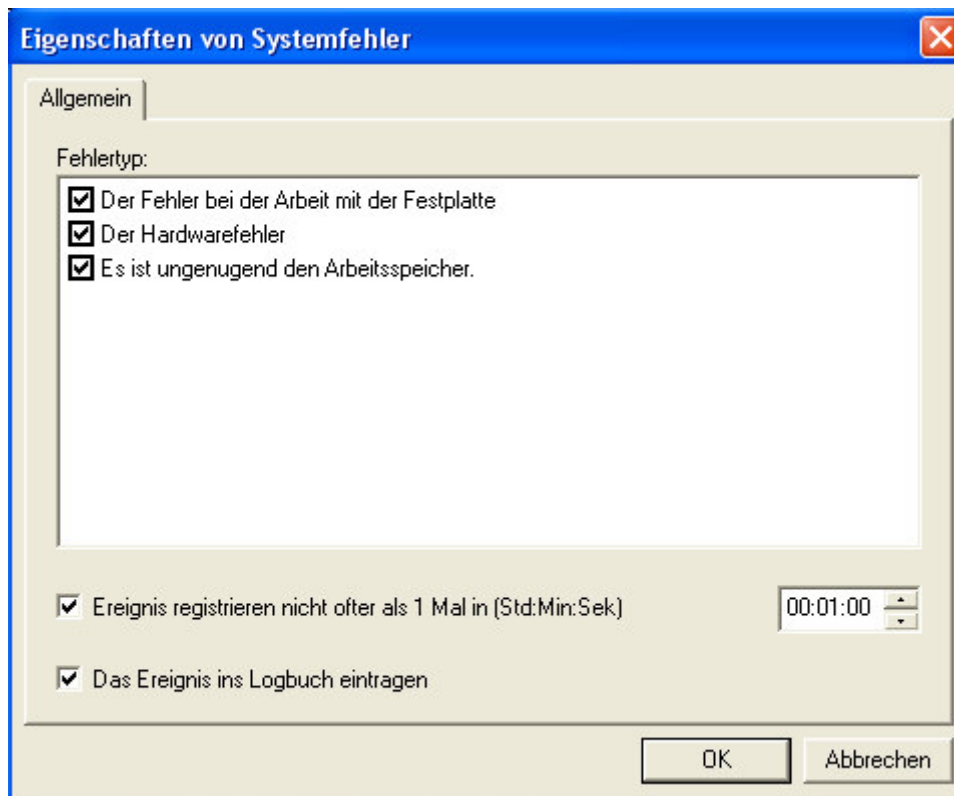 Eigenschaften von Systemfehler
Allgemein
Fehlertyp:
Der Fehler bei der Arbeit mit der Festplatte
Der Hardwarefehler
Es ist ungenugend den Arbeitsspeicher.
Ereignis registrieren nicht ofter als 1 Mal in (Std:Min:Sek)
00:01:00
Das Ereignis ins Logbuch eintragen
OK
Abbrechen